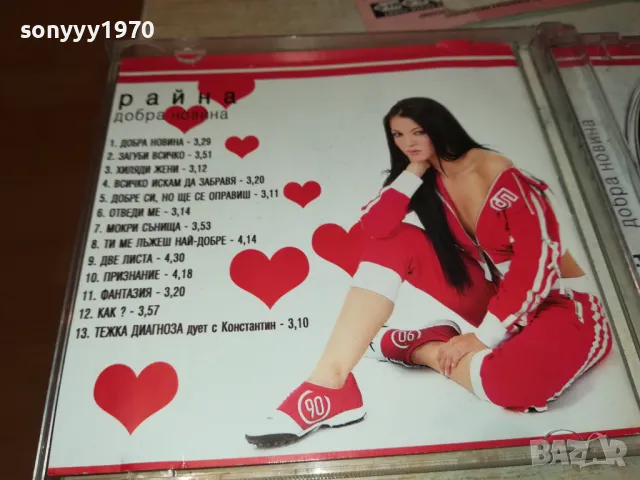 sonyyy1970
райна
добра новина
1. ДОБРА НОВИНА - 3,29
2. ЗАГУБИ ВСИЧКО - 3,51
3. ХИЛЯДИ ЖЕНИ - 3,12
4. ВСИЧКО ИСКАМ ДА ЗАБРАВЯ - 3,20
5. ДОБРЕ СИ, НО ЩЕ СЕ ОПРАВИШ - 3,11
6. ОТВЕДИ МЕ - 3,14
7. МОКРИ СЪНИЩА - 3,53
8. ТИ МЕ ЛЪЖЕШ НАЙ-ДОБРЕ - 4,14
9. ДВЕ ЛИСТА - 4,30
10. ПРИЗНАНИЕ - 4,18
11. ФАНТАЗИЯ - 3,20
12. КАК ? - 3,57
13. ТЕЖКА ДИАГНОЗА дует с Константин - 3,10
90
90
добра новина
BAZAR